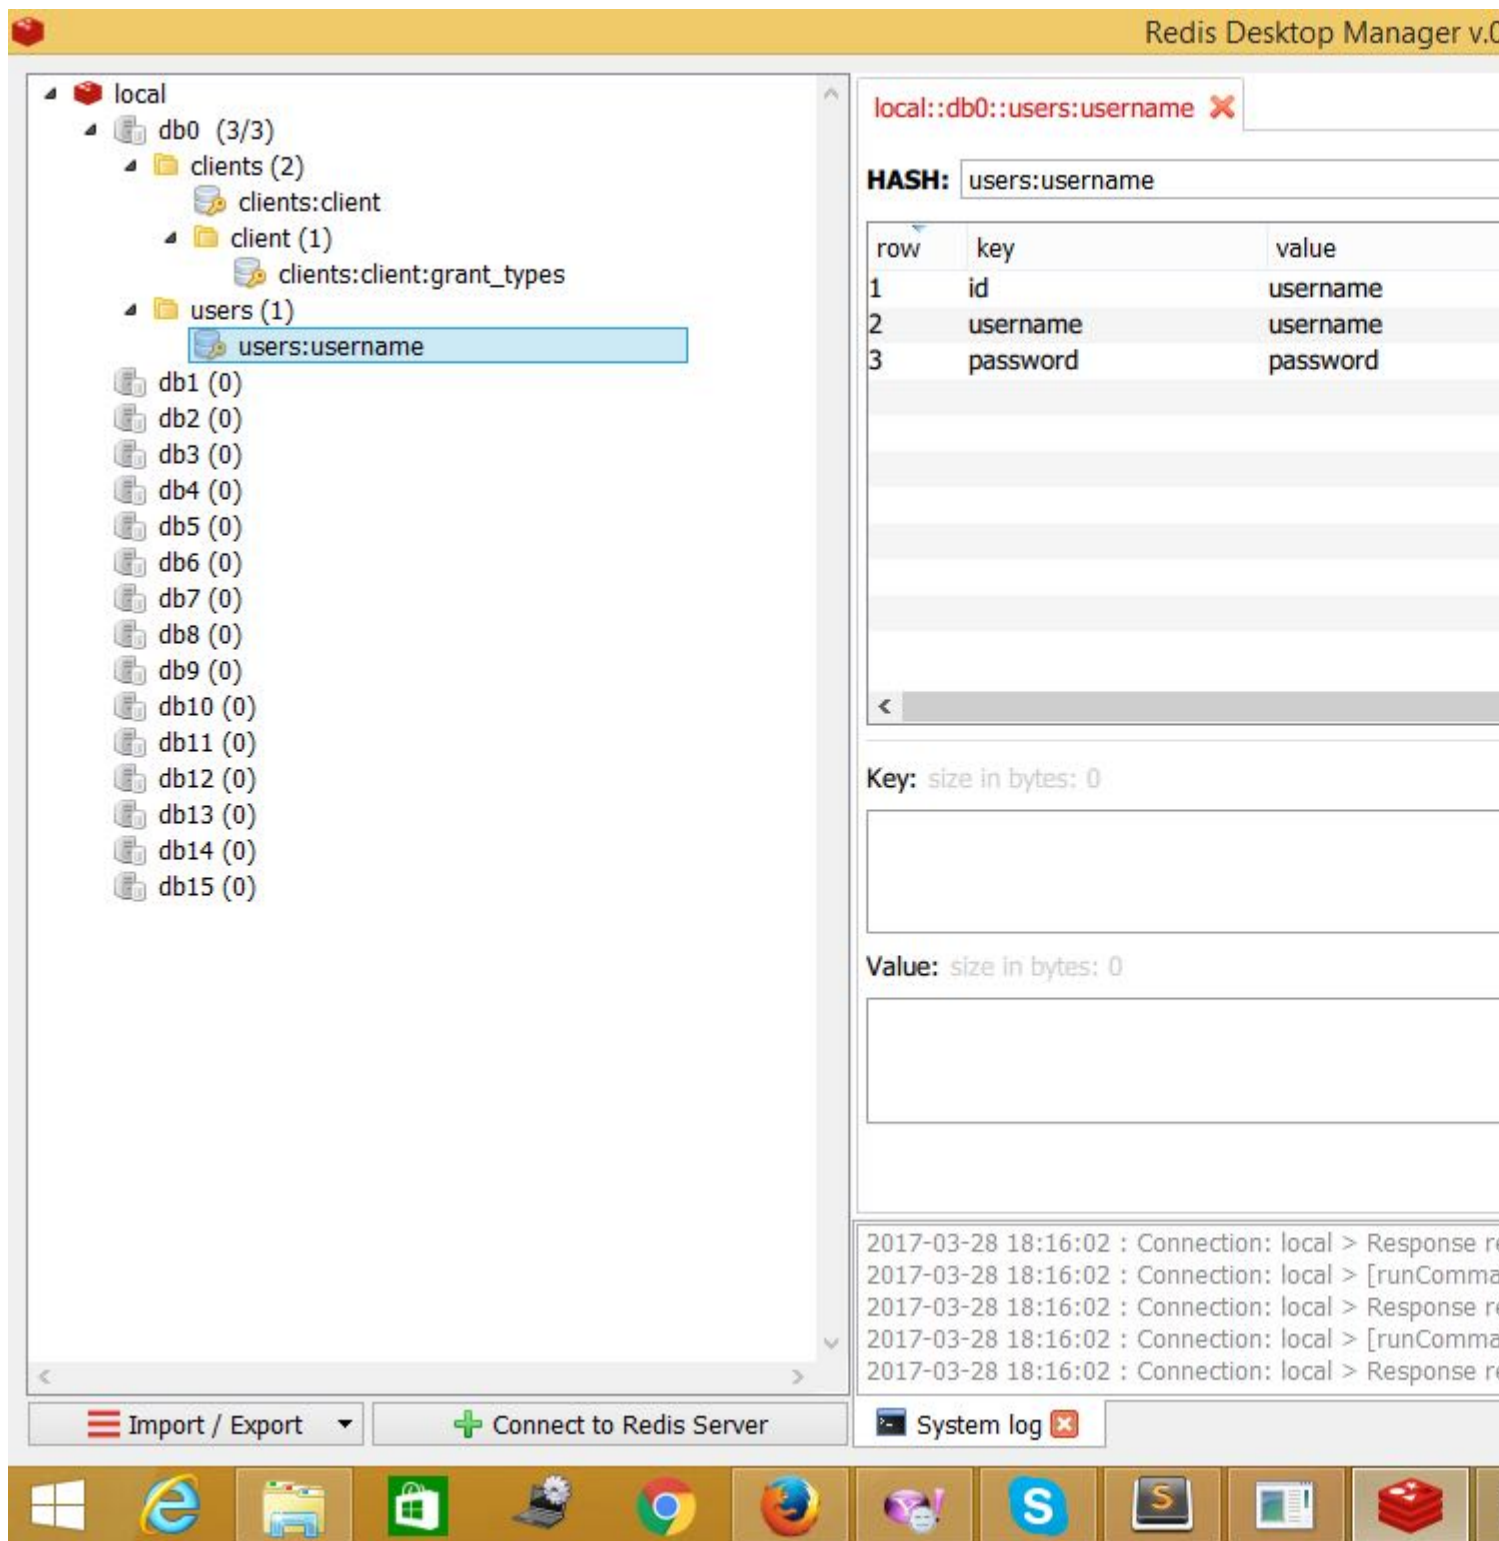 Redis Desktop Manager v.0
local
db0 (3/3)
clients (2)
clients:client
client (1)
clients:client:grant_types
users (1)
users:username
db1 (0)
db2 (0)
db3 (0)
db4 (0)
db5 (0)
db6 (0)
db7 (0)
db8 (0)
db9 (0)
db10 (0)
db11 (0)
db12 (0)
db13 (0)
db14 (0)
db15 (0)
Import / Export
Connect to Redis Server
local::db0::users:username
HASH: users:username
row key value
1 id username
2 username username
3 password password
Key: size in bytes: 0
Value: size in bytes: 0
2017-03-28 18:16:02 : Connection: local > Response
2017-03-28 18:16:02 : Connection: local > [runComma
2017-03-28 18:16:02 : Connection: local > Response
2017-03-28 18:16:02 : Connection: local > [runComma
2017-03-28 18:16:02 : Connection: local > Response
System log